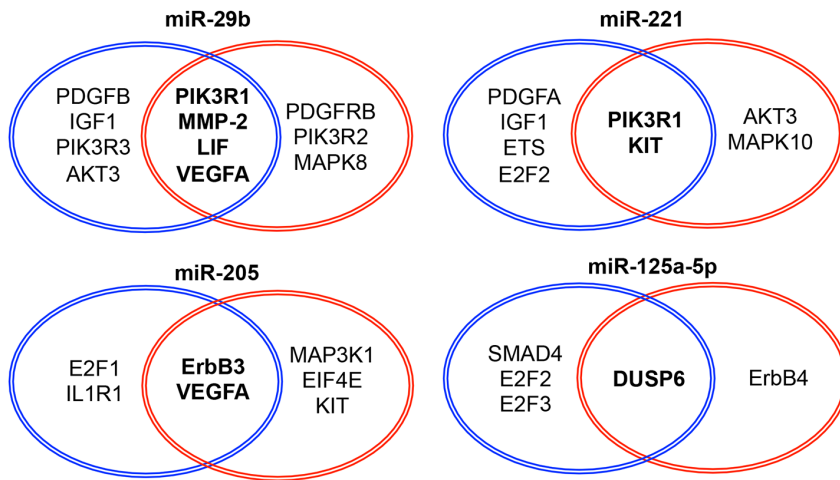 miR-29b
PDGFB
IGF1
PIK3R3
AKT3
PIK3R1
MMP-2
LIF
VEGFA
PDGFRB
PIK3R2
MAPK8
miR-221
PDGFA
IGF1
ETS
E2F2
PIK3R1
KIT
AKT3
MAPK10
miR-205
E2F1
IL1R1
ErbB3
VEGFA
MAP3K1
EIF4E
KIT
miR-125a-5p
SMAD4
E2F2
E2F3
DUSP6
ErbB4